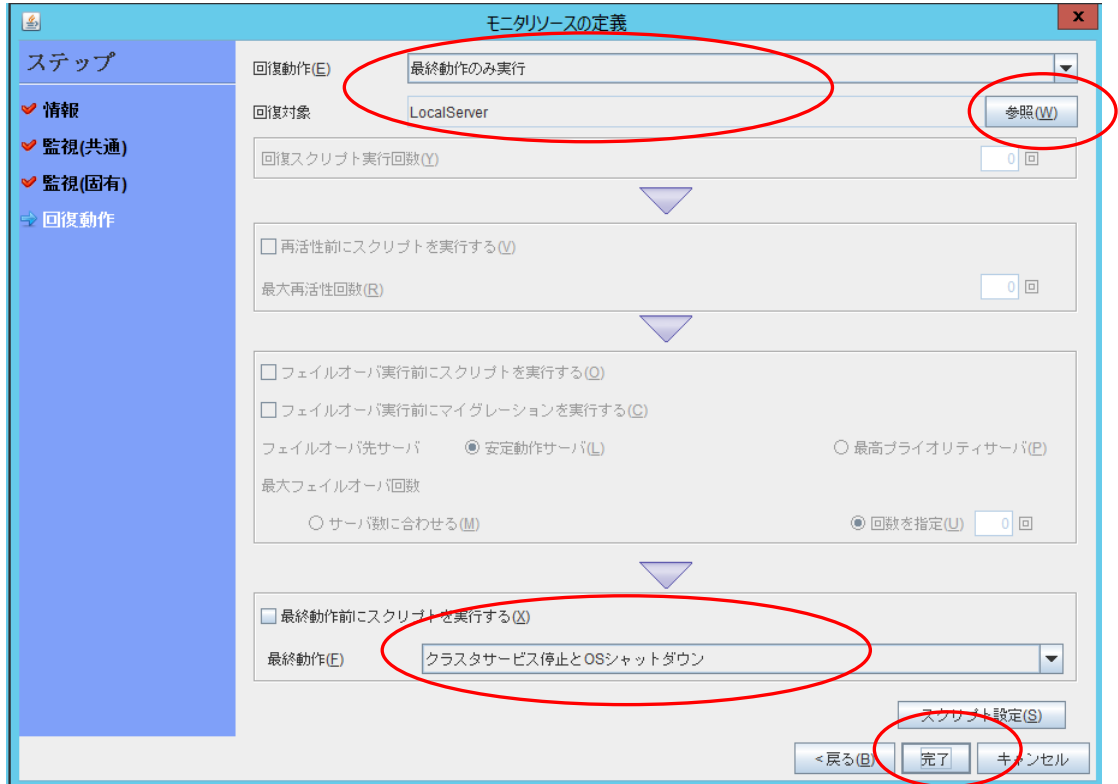 モニタリソースの定義
x
ステップ
情報
監視(共通)
監視(固有)
回復動作
回復動作(E) 最終動作のみ実行
回復対象 LocalServer 参照(W)
回復スクリプト実行回数(Y) 0 回
再活性前にスクリプトを実行する(V)
最大再活性回数(R) 0 回
フェイルオーバ実行前にスクリプトを実行する(O)
フェイルオーバ実行前にマイグレーションを実行する(C)
フェイルオーバ先サーバ 安定動作サーバ(L) 最高プライオリティサーバ(P)
最大フェイルオーバ回数
サーバ数に合わせる(M) 回数を指定(U) 0 回
最終動作前にスクリプトを実行する(X)
最終動作(F) クラスタサービス停止とOSシャットダウン
スクリプト設定(S)
<戻る(B) 完了 キャンセル